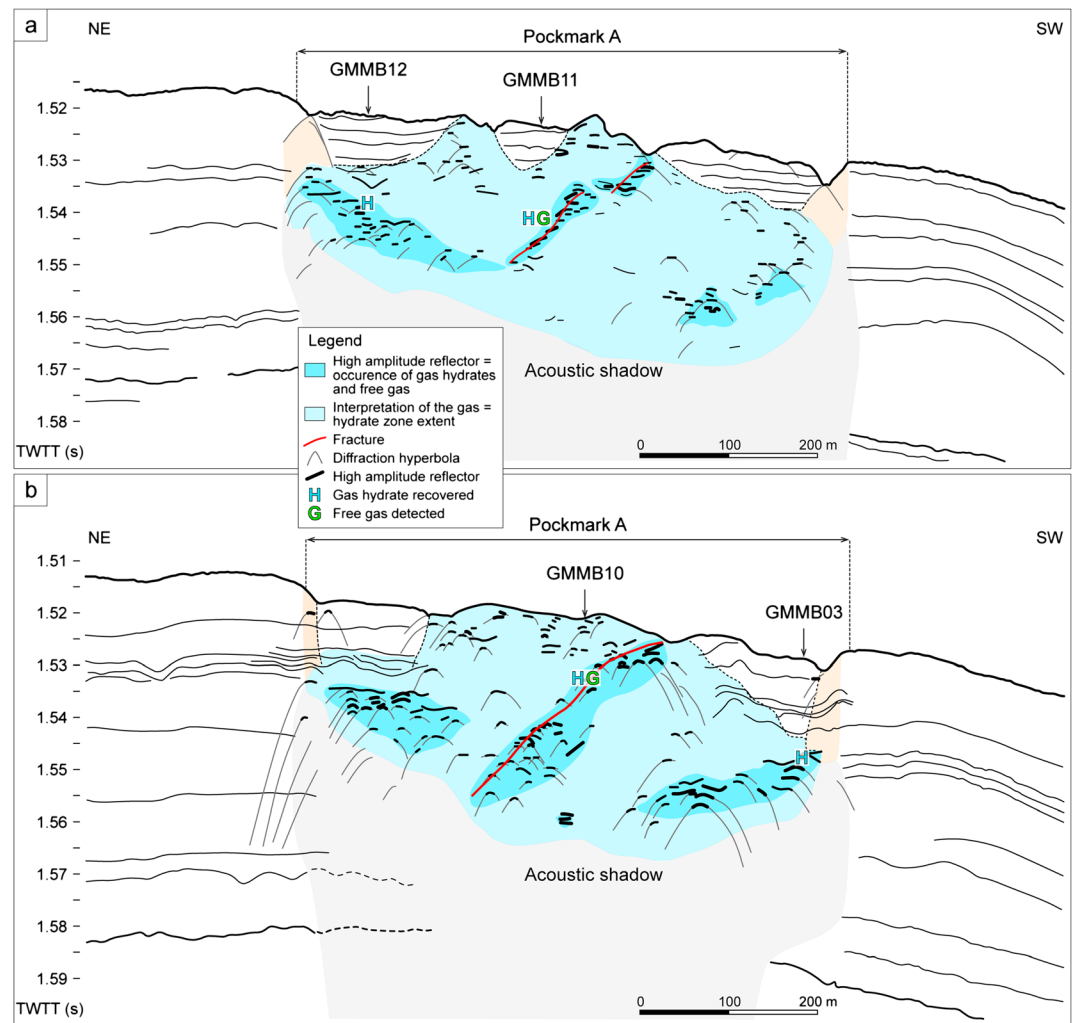 a
NE
SW
Pockmark A
GMMB12
GMMB11
1.52
1.53
1.54
1.55
1.56
1.57
1.58
TWTT (s)
H
HG
Acoustic shadow
0 100 200 m
Legend
High amplitude reflector =
occurence of gas hydrates
and free gas
Interpretation of the gas =
hydrate zone extent
Fracture
Diffraction hyperbola
High amplitude reflector
H Gas hydrate recovered
G Free gas detected
b
NE
SW
Pockmark A
GMMB10
GMMB03
1.51
1.52
1.53
1.54
1.55
1.56
1.57
1.58
1.59
TWTT (s)
HG
H
Acoustic shadow
0 100 200 m